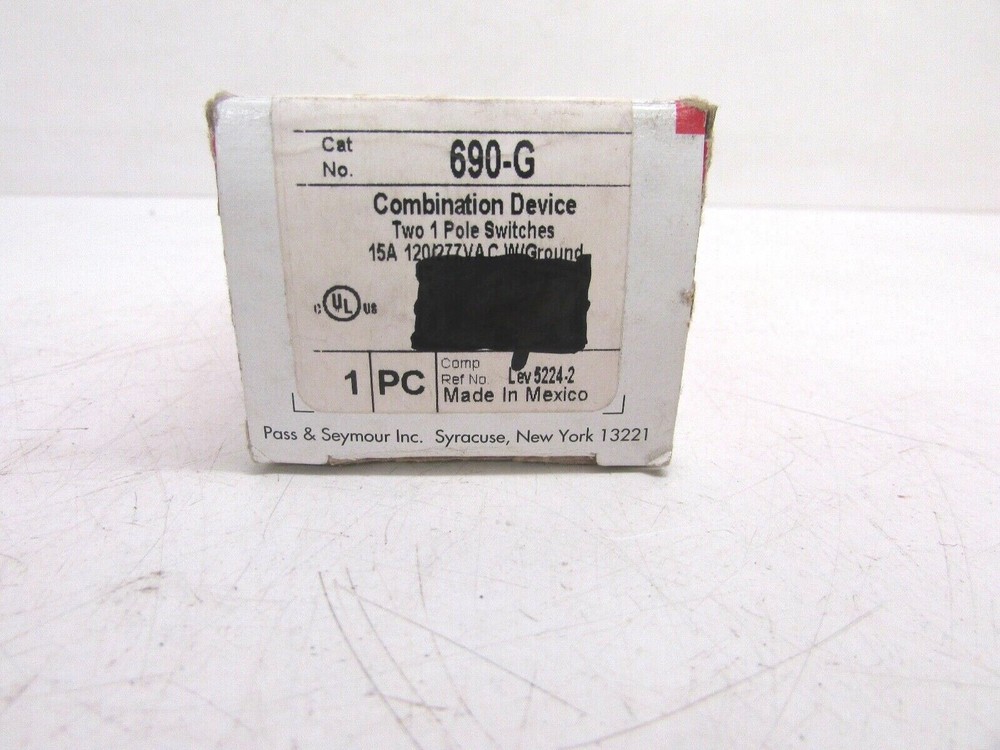 Cat
No.
690-G
Combination Device
Two 1 Pole Switches
15A 120/277VAC W/Ground
c UL us
1 PC
Comp
Ref No. Lev 5224-2
Made In Mexico
Pass & Seymour Inc. Syracuse, New York 13221